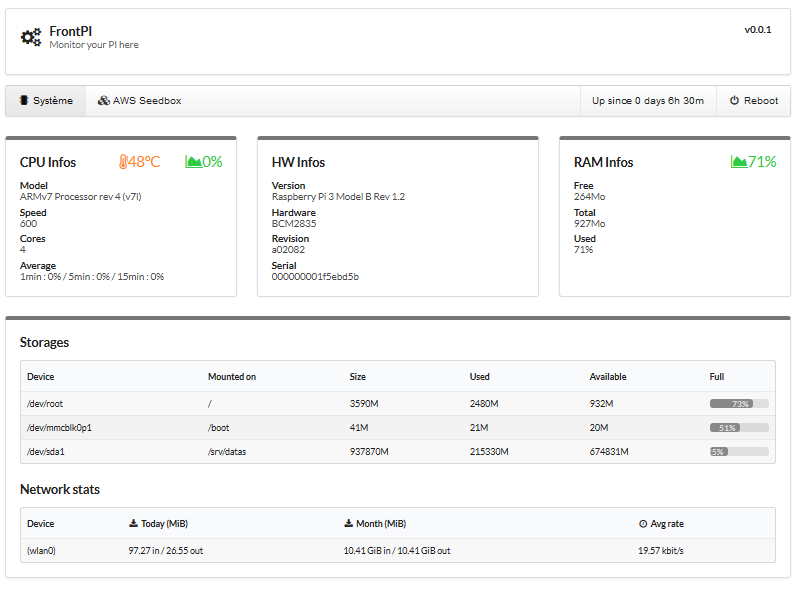 FrontPI
Monitor your PI here
v0.0.1
Système
AWS Seedbox
Up since 0 days 6h 30m
Reboot
CPU Infos 48°C 0%
Model
ARMv7 Processor rev 4 (v7l)
Speed
600
Cores
4
Average
1min : 0% / 5min : 0% / 15min : 0%
HW Infos
Version
Raspberry Pi 3 Model B Rev 1.2
Hardware
BCM2835
Revision
a02082
Serial
000000001f5ebd5b
RAM Infos 71%
Free
264Mo
Total
927Mo
Used
71%
Storages
Device Mounted on Size Used Available Full
/dev/root / 3590M 2480M 932M 73%
/dev/mmcblk0p1 /boot 41M 21M 20M 51%
/dev/sda1 /srv/datas 937870M 215330M 674831M 5%
Network stats
Device Today (MiB) Month (MiB) Avg rate
(wlan0) 97.27 in / 26.55 out 10.41 GiB in / 10.41 GiB out 19.57 kbit/s